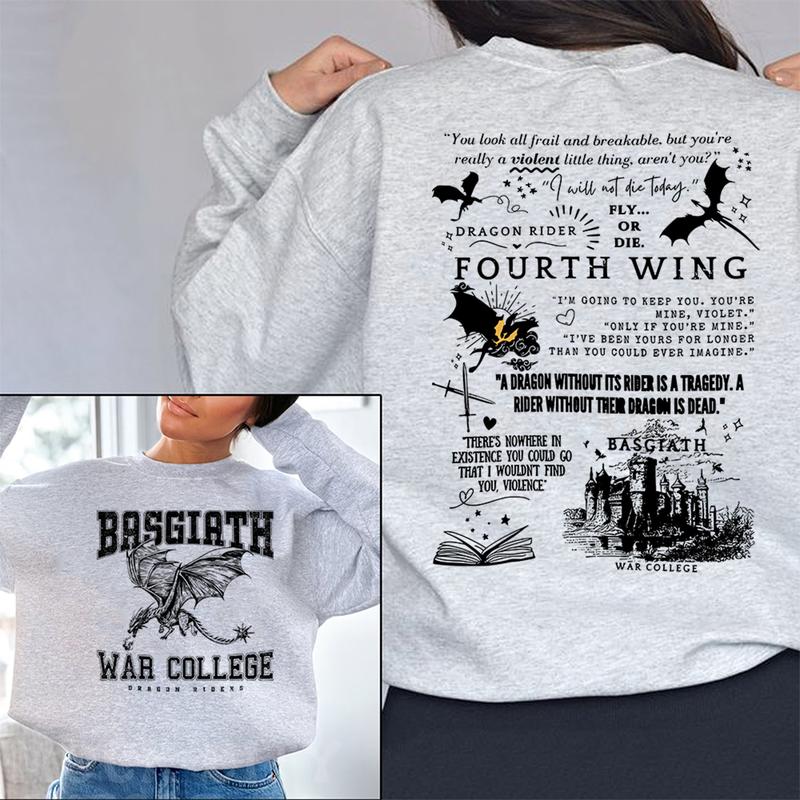 "You look all frail and breakable, but you're
really a violent little thing, aren't you?"
"I will not die today."
FLY...
OR
DIE.
DRAGON RIDER
FOURTH WING
"I'M GOING TO KEEP YOU. YOU'RE
MINE, VIOLET."
"ONLY IF YOU'RE MINE."
"I'VE BEEN YOURS FOR LONGER
THAN YOU COULD EVER IMAGINE."
"A DRAGON WITHOUT ITS RIDER IS A TRAGEDY. A
RIDER WITHOUT THEIR DRAGON IS DEAD."
"THERE'S NOWHERE IN
EXISTENCE YOU COULD GO
THAT I WOULDN'T FIND
YOU, VIOLENCE"
BASGIATH
WAR COLLEGE
BASGIATH
WAR COLLEGE
DRAGON RIDERS